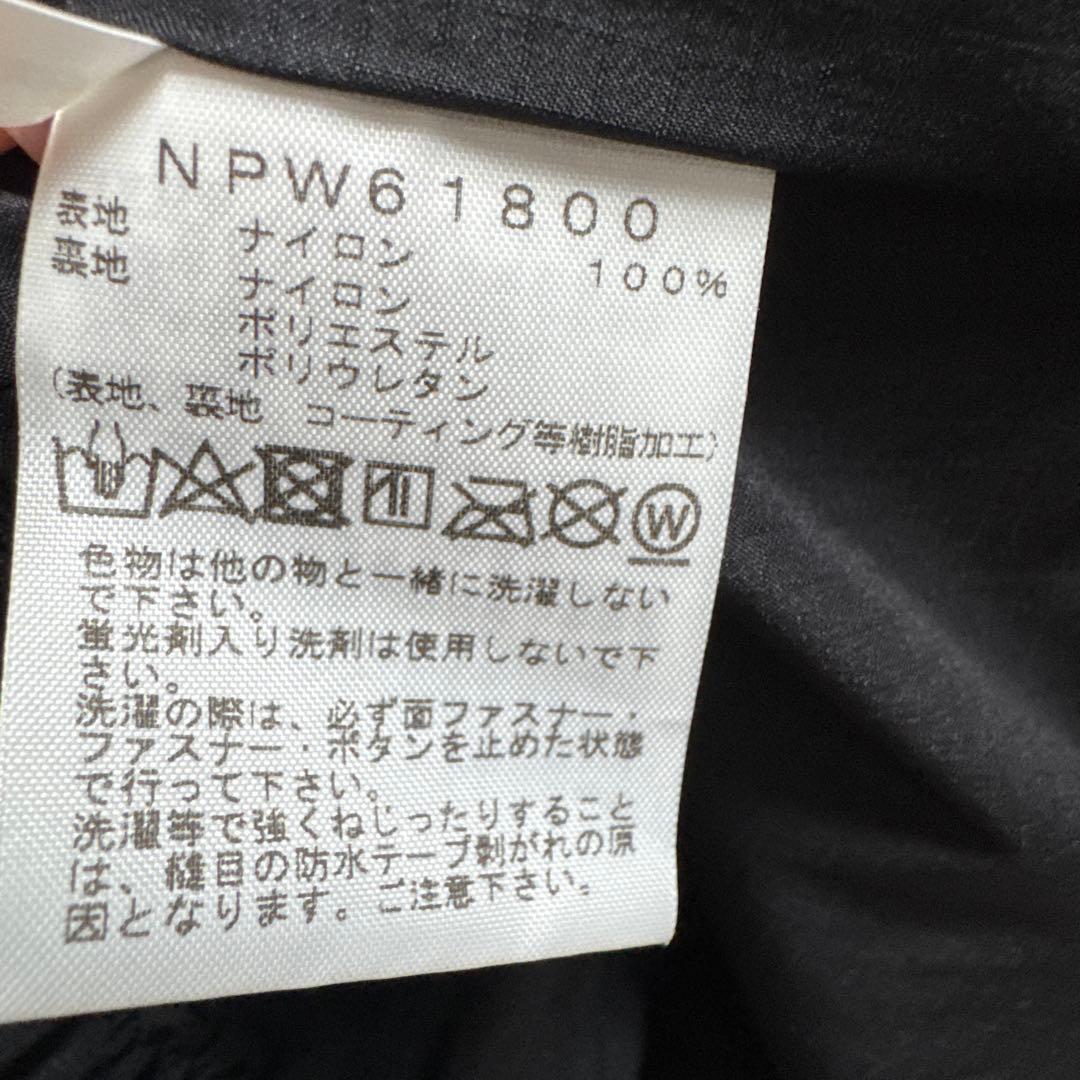 NPW61800
表地 ナイロン 100%
裏地 ナイロン
ポリエステル
ポリウレタン
(表地、裏地 コーティング等樹脂加工)
W
色物は他の物と一緒に洗濯しない
で下さい。
蛍光剤入り洗剤は使用しないで下
さい。
洗濯の際は、必ず面ファスナー・
ファスナー・ボタンを止めた状態
で行って下さい。
洗濯等で強くねじったりすること
は、縫目の防水テープ剥がれの原
因となります。ご注意下さい。